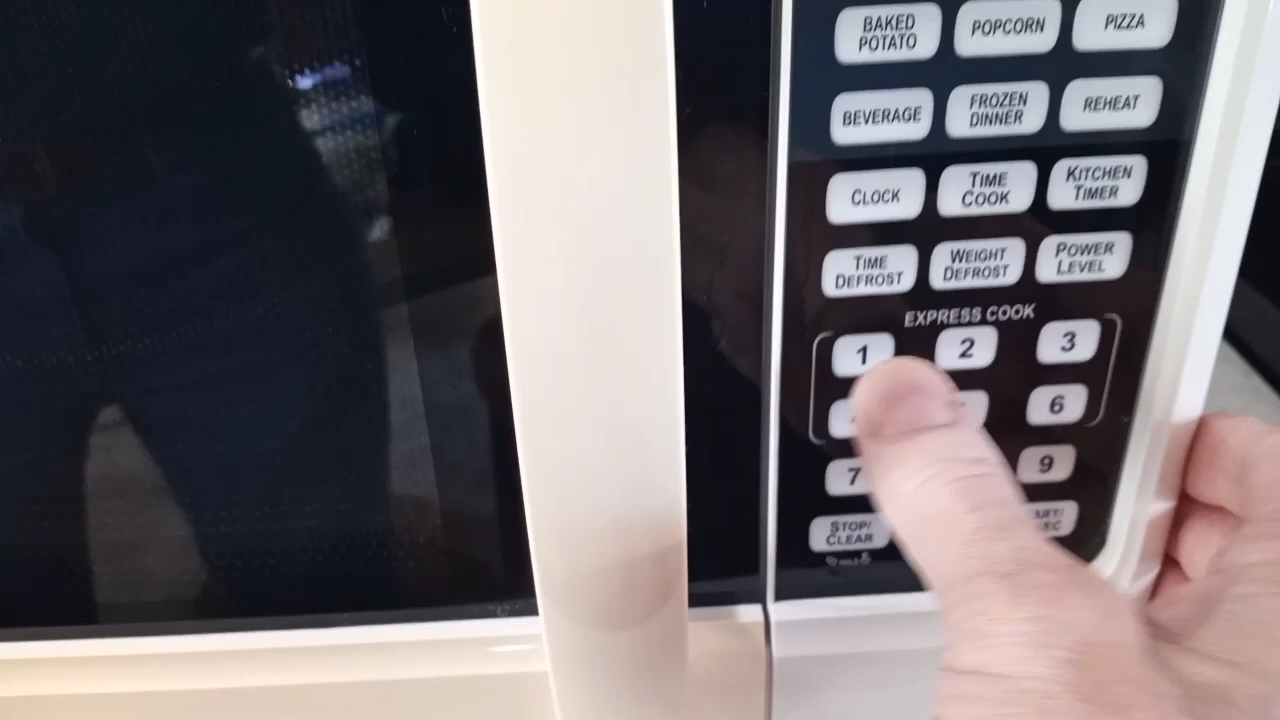 BAKED POTATO
POPCORN
PIZZA
BEVERAGE
FROZEN DINNER
REHEAT
CLOCK
TIME COOK
KITCHEN TIMER
TIME DEFROST
WEIGHT DEFROST
POWER LEVEL
EXPRESS COOK
1
2
3
6
7
9
STOP/ CLEAR